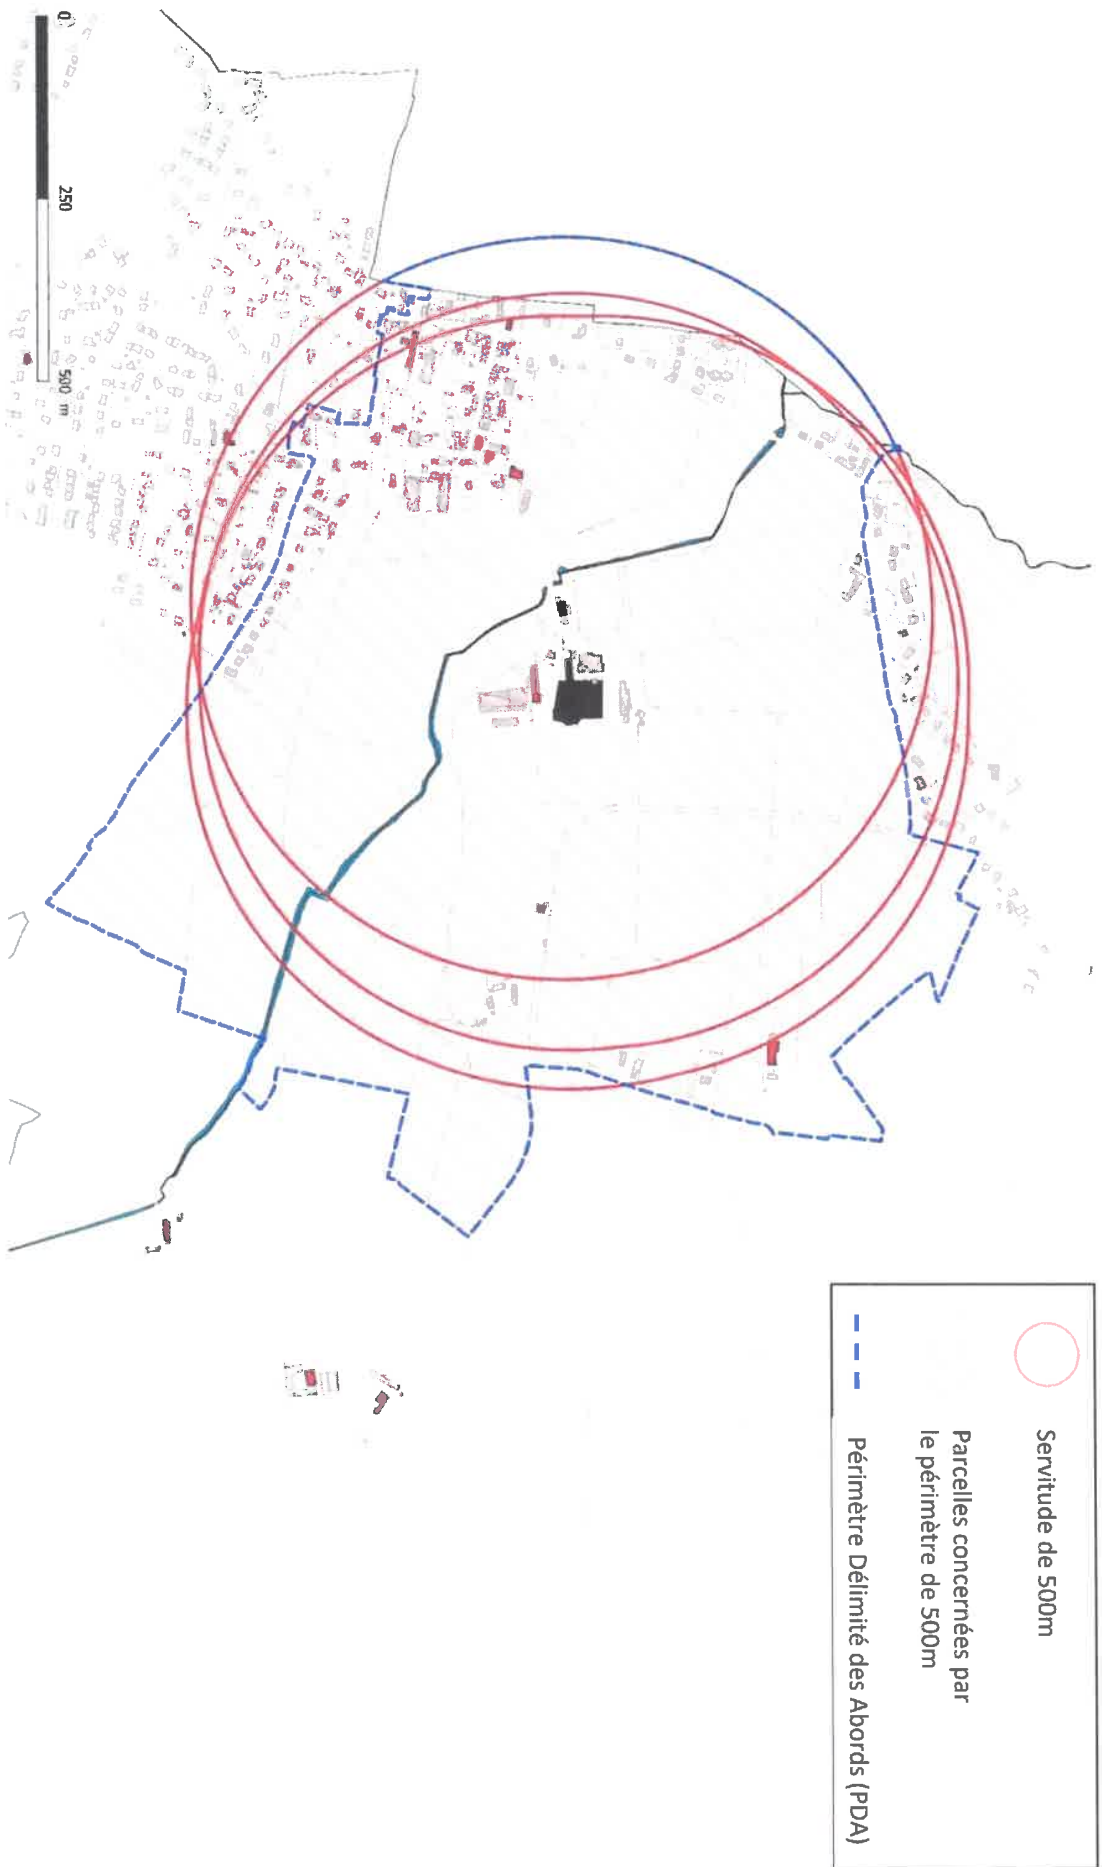 Servitude de 500m
Parcelles concernées par
le périmètre de 500m
Périmètre Délimité des Abords (PDA)
0 250 500 m